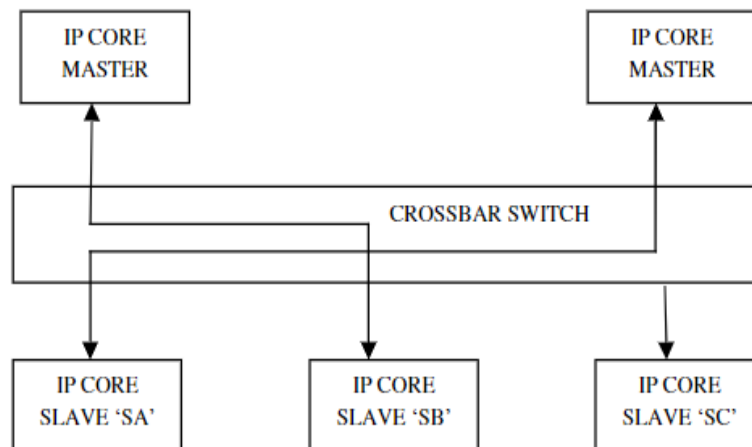 IP CORE
MASTER
IP CORE
MASTER
CROSSBAR SWITCH
IP CORE
SLAVE ‘SA’
IP CORE
SLAVE ‘SB’
IP CORE
SLAVE ‘SC’